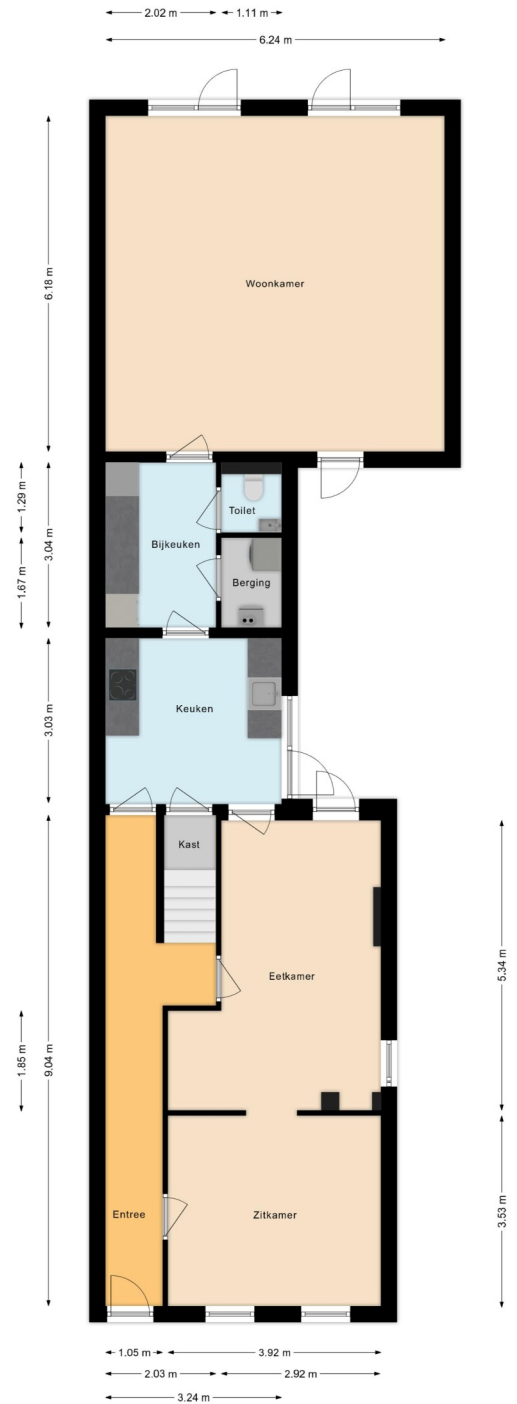 2.02 m
1.11 m
6.24 m
6.18 m
Woonkamer
1.29 m
3.04 m
1.67 m
Toilet
Bijkeuken
Berging
3.03 m
Keuken
Kast
9.04 m
5.34 m
Eetkamer
1.85 m
3.53 m
Entree
Zitkamer
1.05 m
3.92 m
2.03 m
2.92 m
3.24 m